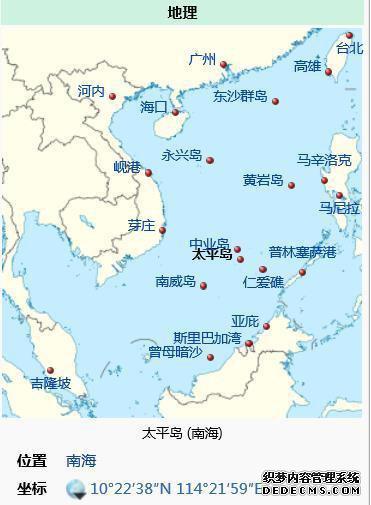 地理
台北
广州
高雄
河内
海口
东沙群岛
永兴岛
马辛洛克
岘港
黄岩岛
马尼拉
芽庄
中业岛
普林塞萨港
太平岛
南威岛
仁爱礁
亚庇
斯里巴加湾
曾母暗沙
吉隆坡
太平岛 (南海)
位置 南海
坐标 10°22′38″N 114°21′59″E
织梦内容管理系统
DEDECMS.COM